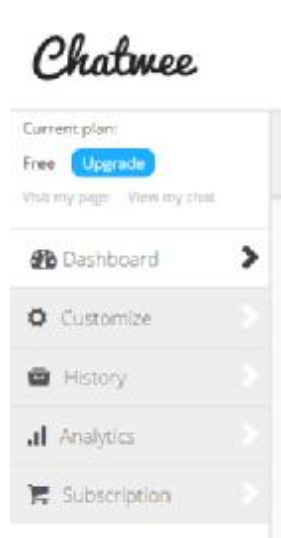 Chatwee
Current plan:
Free Upgrade
Visit my page View my chat
Dashboard
Customize
History
Analytics
Subscription